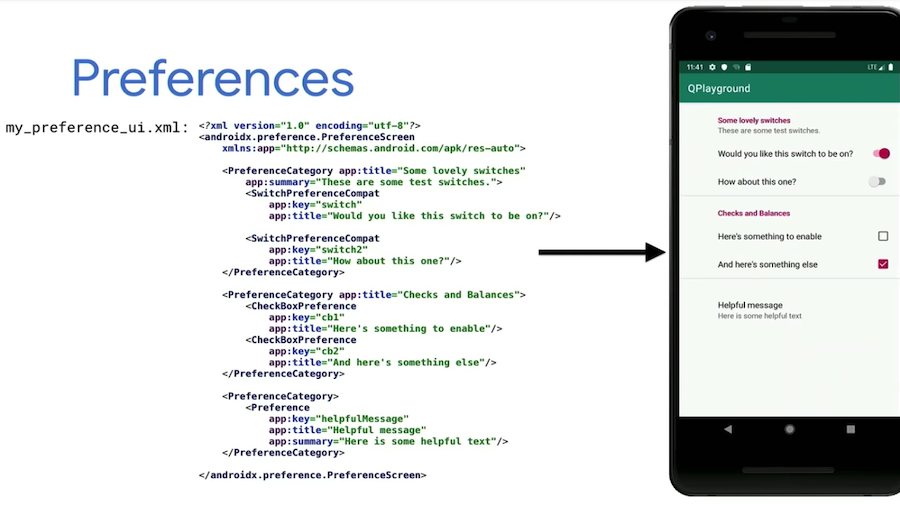 Preferences
my_preference_ui.xml:
<?xml version="1.0" encoding="utf-8"?>
<androidx.preference.PreferenceScreen
xmlns:app="http://schemas.android.com/apk/res-auto">
<PreferenceCategory app:title="Some lovely switches"
app:summary="These are some test switches.">
<SwitchPreferenceCompat
app:key="switch"
app:title="Would you like this switch to be on?"/>
<SwitchPreferenceCompat
app:key="switch2"
app:title="How about this one?"/>
</PreferenceCategory>
<PreferenceCategory app:title="Checks and Balances">
<CheckBoxPreference
app:key="cb1"
app:title="Here's something to enable"/>
<CheckBoxPreference
app:key="cb2"
app:title="And here's something else"/>
</PreferenceCategory>
<PreferenceCategory>
<Preference
app:key="helpfulMessage"
app:title="Helpful message"
app:summary="Here is some helpful text"/>
</PreferenceCategory>
</androidx.preference.PreferenceScreen>
11:41 LTE
QPlayground
Some lovely switches
These are some test switches.
Would you like this switch to be on?
How about this one?
Checks and Balances
Here's something to enable
And here's something else
Helpful message
Here is some helpful text